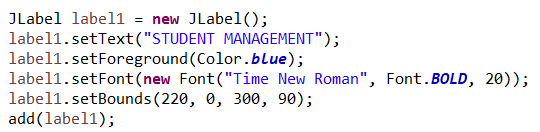 JLabel label1 = new JLabel();
label1.setText("STUDENT MANAGEMENT");
label1.setForeground(Color.blue);
label1.setFont(new Font("Time New Roman", Font.BOLD, 20));
label1.setBounds(220, 0, 300, 90);
add(label1);